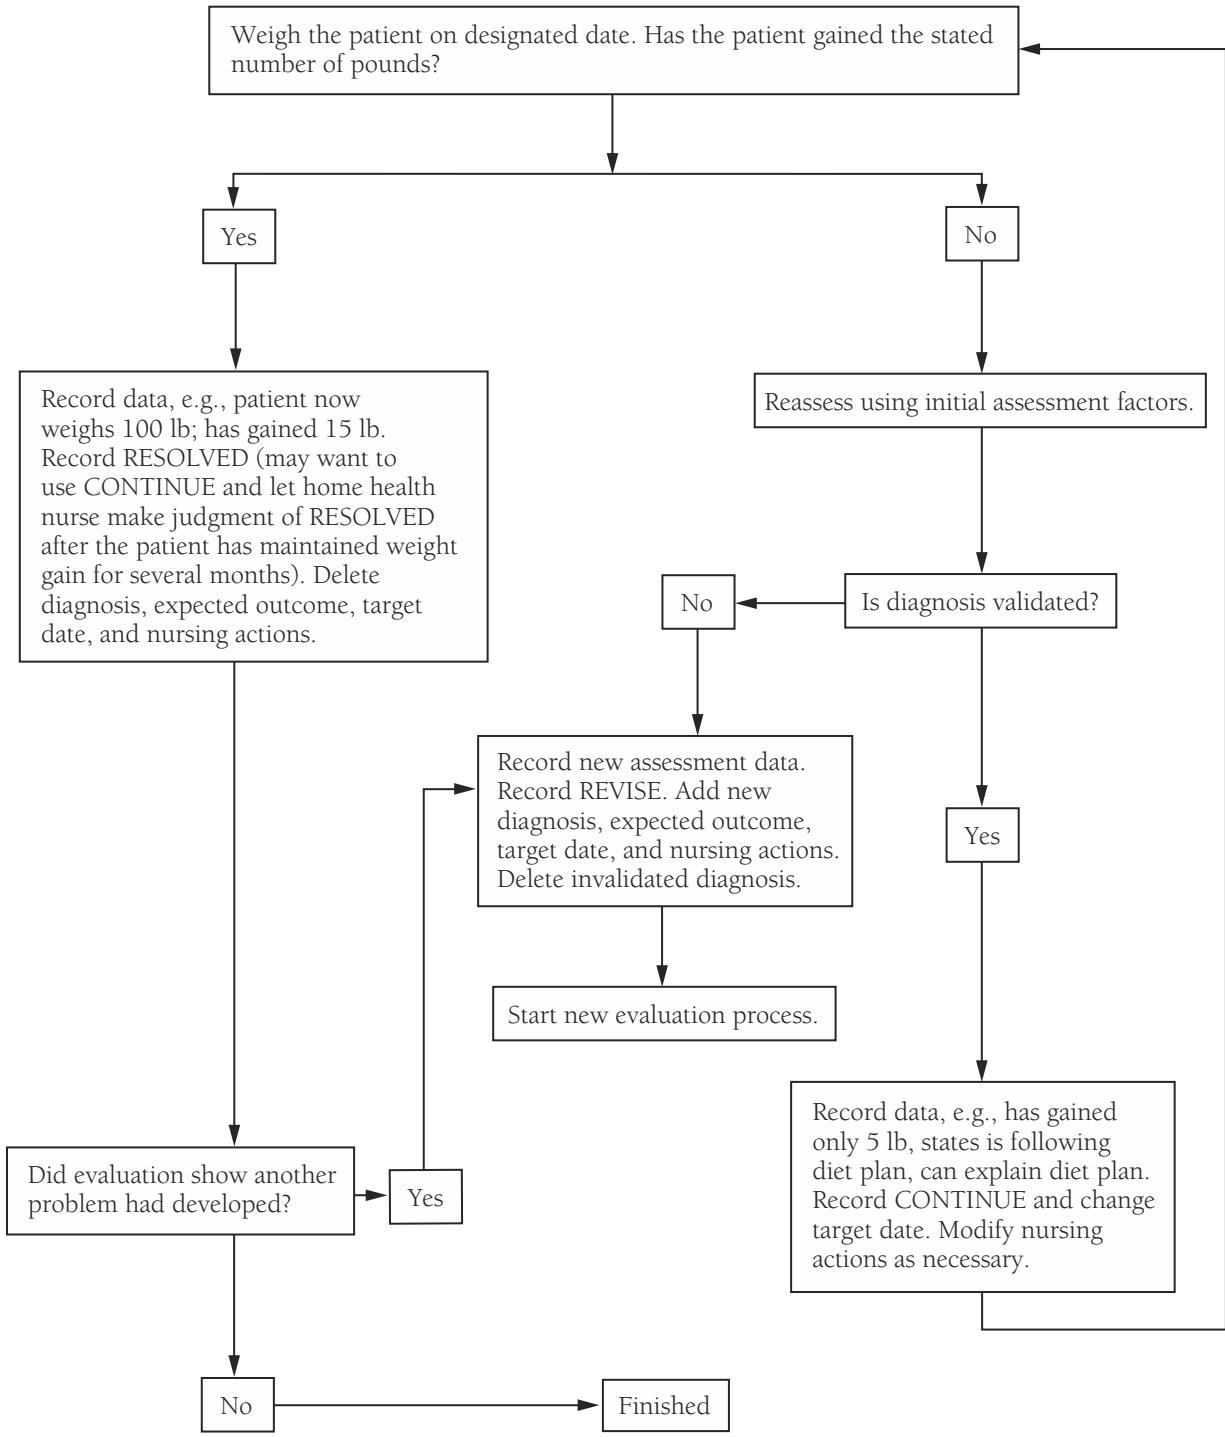 Weigh the patient on designated date. Has the patient gained the stated
number of pounds?
Yes
No
Record data, e.g., patient now
weighs 100 lb; has gained 15 lb.
Record RESOLVED (may want to
use CONTINUE and let home health
nurse make judgment of RESOLVED
after the patient has maintained weight
gain for several months). Delete
diagnosis, expected outcome, target
date, and nursing actions.
Reassess using initial assessment factors.
No
Is diagnosis validated?
Record new assessment data.
Record REVISE. Add new
diagnosis, expected outcome,
target date, and nursing actions.
Delete invalidated diagnosis.
Yes
Start new evaluation process.
Record data, e.g., has gained
only 5 lb, states is following
diet plan, can explain diet plan.
Record CONTINUE and change
target date. Modify nursing
actions as necessary.
Did evaluation show another
problem had developed?
Yes
No
Finished